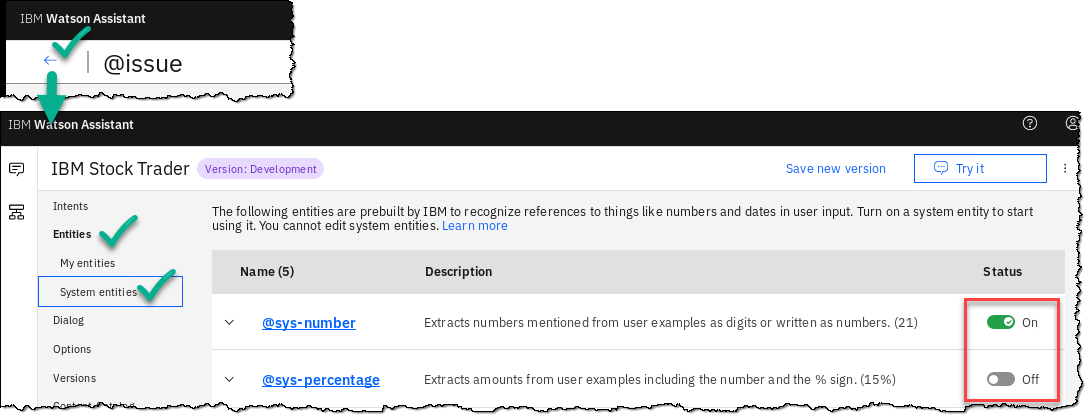 IBM Watson Assistant
@issue
IBM Watson Assistant
IBM Stock Trader
Version: Development
Save new version
Try it
Intents
Entities
My entities
System entities
Dialog
Options
Versions
The following entities are prebuilt by IBM to recognize references to things like numbers and dates in user input. Turn on a system entity to start
using it. You cannot edit system entities. Learn more
Name (5) Description Status
@sys-number Extracts numbers mentioned from user examples as digits or written as numbers. (21) On
@sys-percentage Extracts amounts from user examples including the number and the % sign. (15%) Off